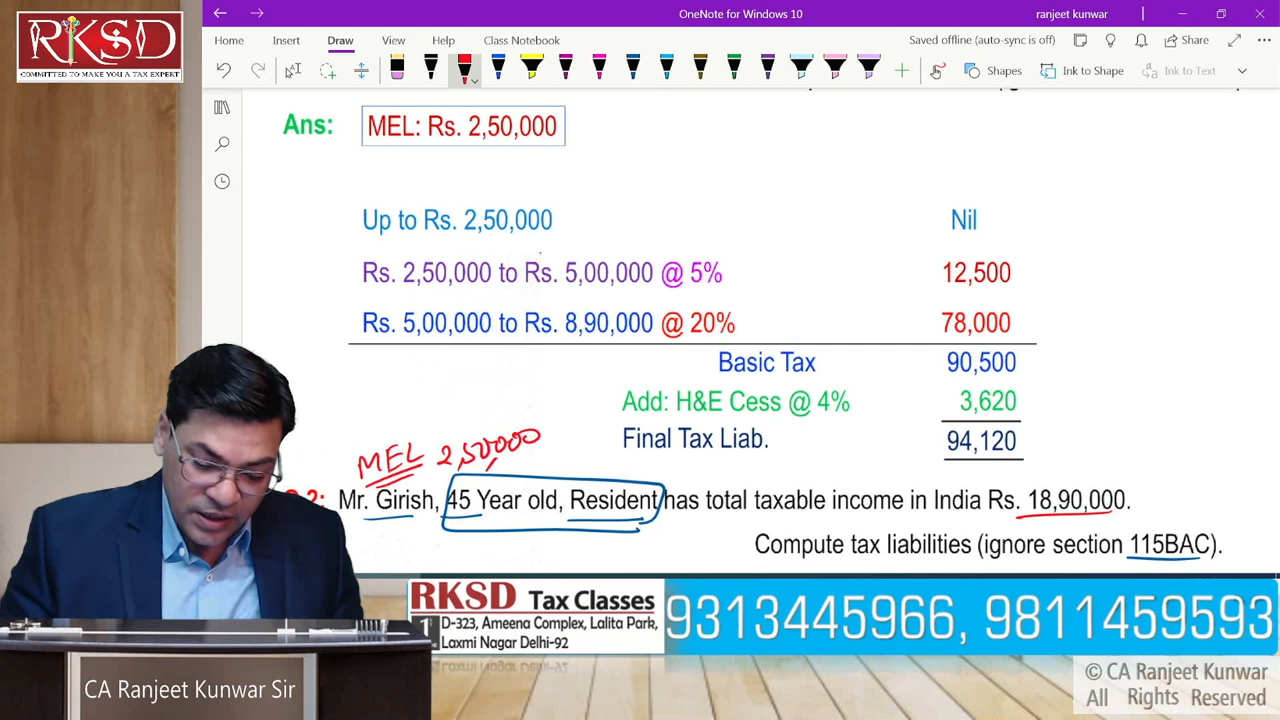 RKSD
COMMITTED TO MAKE YOU A TAX EXPERT
OneNote for Windows 10
ranjeet kunwar
Home Insert Draw View Help Class Notebook
Saved offline (auto-sync is off)
Share
Shapes
Ink to Shape
Ink to Text
Ans: MEL: Rs. 2,50,000
Up to Rs. 2,50,000 Nil
Rs. 2,50,000 to Rs. 5,00,000 @ 5% 12,500
Rs. 5,00,000 to Rs. 8,90,000 @ 20% 78,000
Basic Tax 90,500
Add: H&E Cess @ 4% 3,620
Final Tax Liab. 94,120
MEL 2,50,000
Mr. Girish, 45 Year old, Resident has total taxable income in India Rs. 18,90,000.
Compute tax liabilities (ignore section 115BAC).
RKSD Tax Classes
D-323, Ameena Complex, Lalita Park,
Laxmi Nagar Delhi-92
9313445966, 9811459593
CA Ranjeet Kunwar Sir
© CA Ranjeet Kunwar
All Rights Reserved